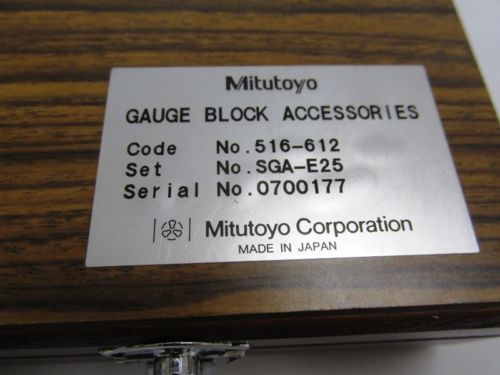 Mitutoyo
GAUGE BLOCK ACCESSORIES
Code No.516-612
Set No.SGA-E25
Serial No.0700177
Mitutoyo Corporation
MADE IN JAPAN